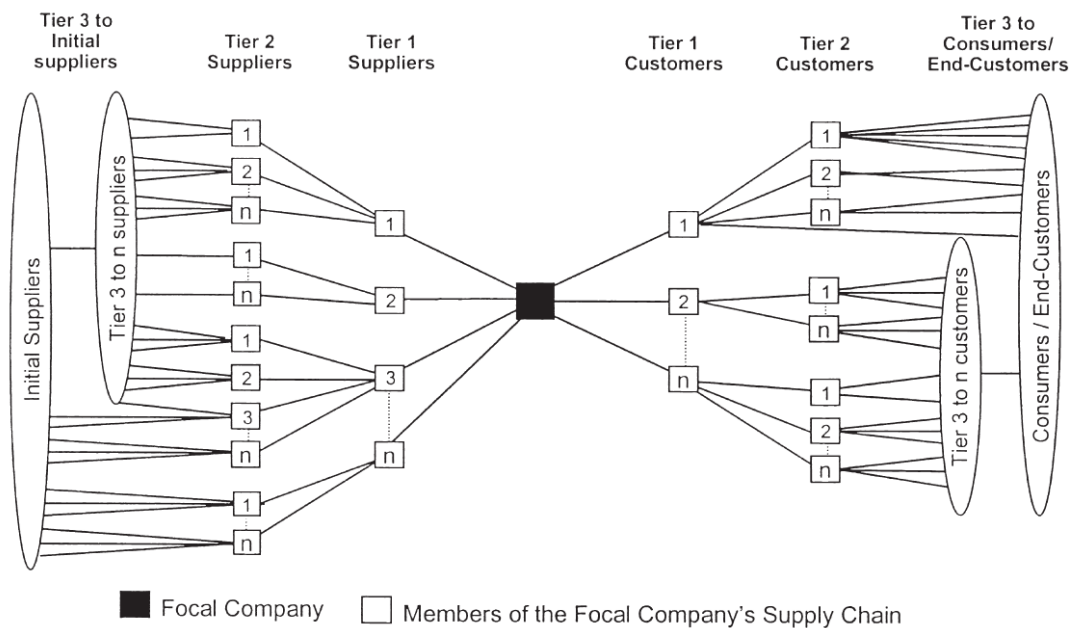 Tier 3 to
Initial
suppliers
Tier 2
Suppliers
Tier 1
Suppliers
Tier 1
Customers
Tier 2
Customers
Tier 3 to
Consumers/
End-Customers
Initial Suppliers
Tier 3 to n suppliers
1
2
n
1
n
1
2
3
n
1
n
1
2
3
n
1
2
n
1
2
n
1
n
1
2
n
Tier 3 to n customers
Consumers / End-Customers
Focal Company
Members of the Focal Company's Supply Chain